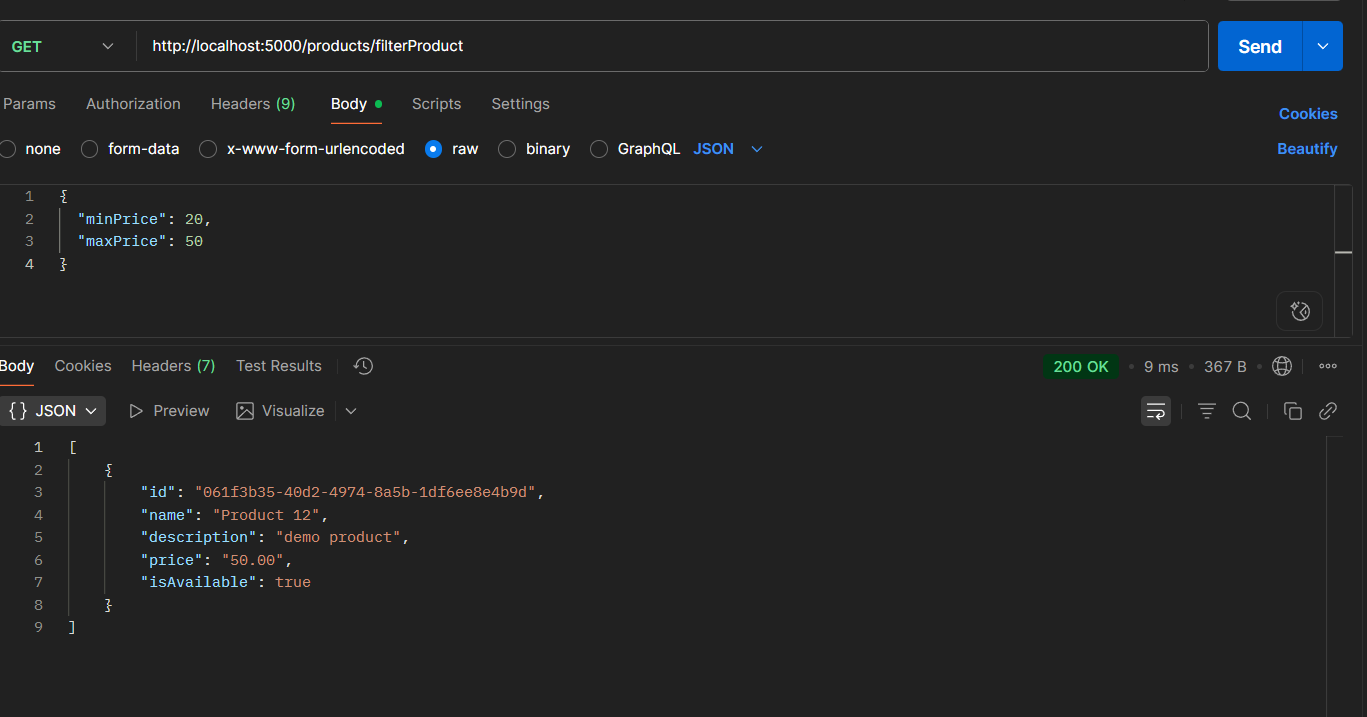 GET http://localhost:5000/products/filterProduct Send
Params Authorization Headers (9) Body Scripts Settings Cookies
none form-data x-www-form-urlencoded raw binary GraphQL JSON Beautify
1 {
2 "minPrice": 20,
3 "maxPrice": 50
4 }
Body Cookies Headers (7) Test Results 200 OK 9 ms 367 B
{} JSON Preview Visualize
1 [
2 {
3 "id": "061f3b35-40d2-4974-8a5b-1df6ee8e4b9d",
4 "name": "Product 12",
5 "description": "demo product",
6 "price": "50.00",
7 "isAvailable": true
8 }
9 ]